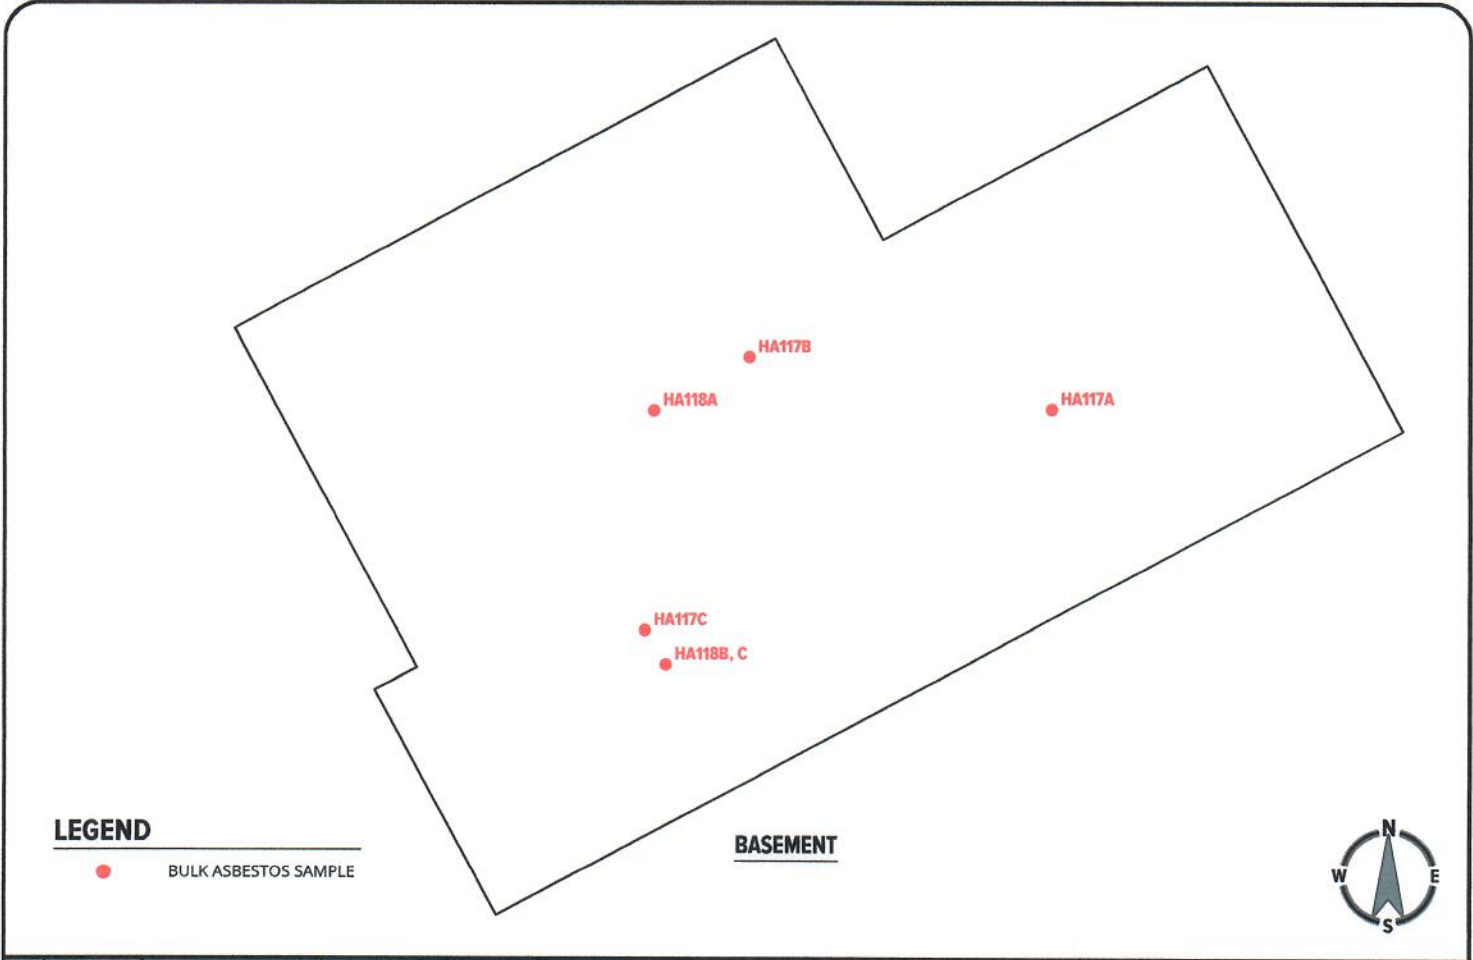 HA117B
HA118A
HA117A
HA117C
HA118B, C
LEGEND
BULK ASBESTOS SAMPLE
BASEMENT
N
W
E
S